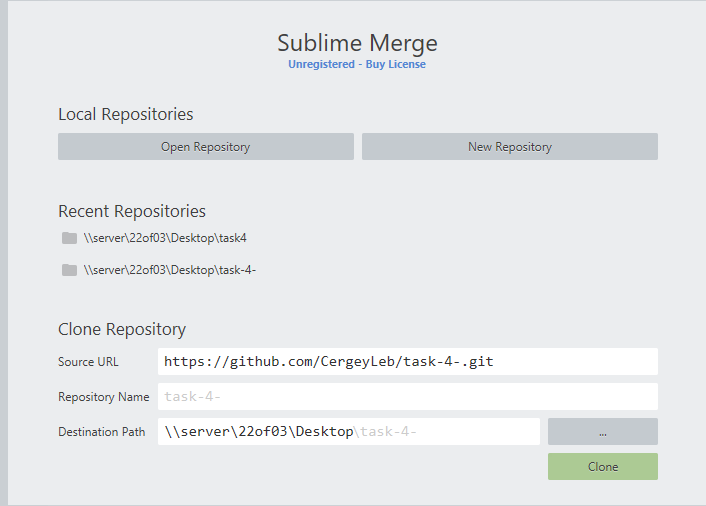 Sublime Merge
Unregistered - Buy License
Local Repositories
Open Repository
New Repository
Recent Repositories
\\server\22of03\Desktop\task4
\\server\22of03\Desktop\task-4-
Clone Repository
Source URL https://github.com/CergeyLeb/task-4-.git
Repository Name task-4-
Destination Path \\server\22of03\Desktop\task-4- ...
Clone